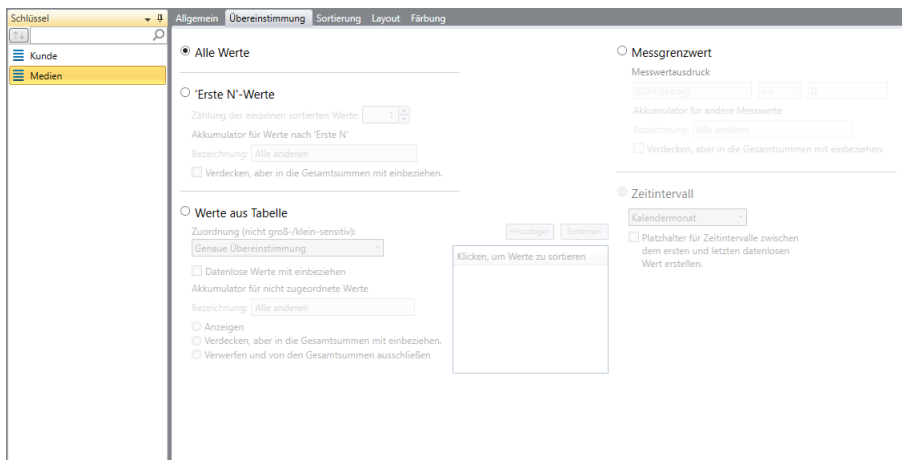 Schlüssel
Kunde
Medien
Allgemein Übereinstimmung Sortierung Layout Färbung
Alle Werte
'Erste N'-Werte
Zählung der einzelnen sortierten Werte: 1
Akkumulator für Werte nach 'Erste N'
Bezeichnung: Alle anderen
Verdecken, aber in die Gesamtsummen mit einbeziehen.
Werte aus Tabelle
Zuordnung (nicht groß-/klein-sensitiv):
Genaue Übereinstimmung
Datenlose Werte mit einbeziehen
Akkumulator für nicht zugeordnete Werte
Bezeichnung: Alle anderen
Anzeigen
Verdecken, aber in die Gesamtsummen mit einbeziehen.
Verwerfen und von den Gesamtsummen ausschließen
Hinzufügen Entfernen
Klicken, um Werte zu sortieren
Messgrenzwert
Messwertausdruck
SUM(Betrag) >= 0
Akkumulator für andere Messwerte
Bezeichnung: Alle anderen
Verdecken, aber in die Gesamtsummen mit einbeziehen.
Zeitintervall
Kalendermonat
Platzhalter für Zeitintervalle zwischen
dem ersten und letzten datenlosen
Wert erstellen.